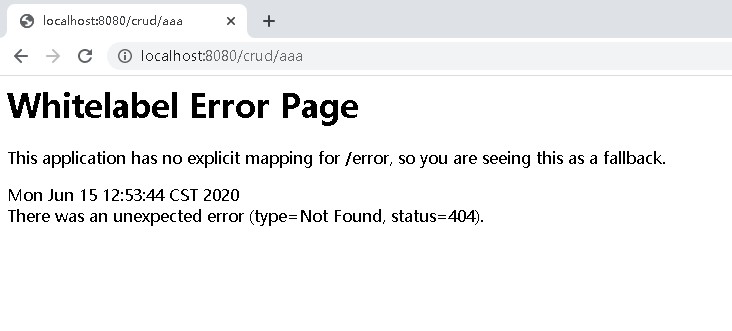 localhost:8080/crud/aaa
localhost:8080/crud/aaa
Whitelabel Error Page
This application has no explicit mapping for /error, so you are seeing this as a fallback.
Mon Jun 15 12:53:44 CST 2020
There was an unexpected error (type=Not Found, status=404).